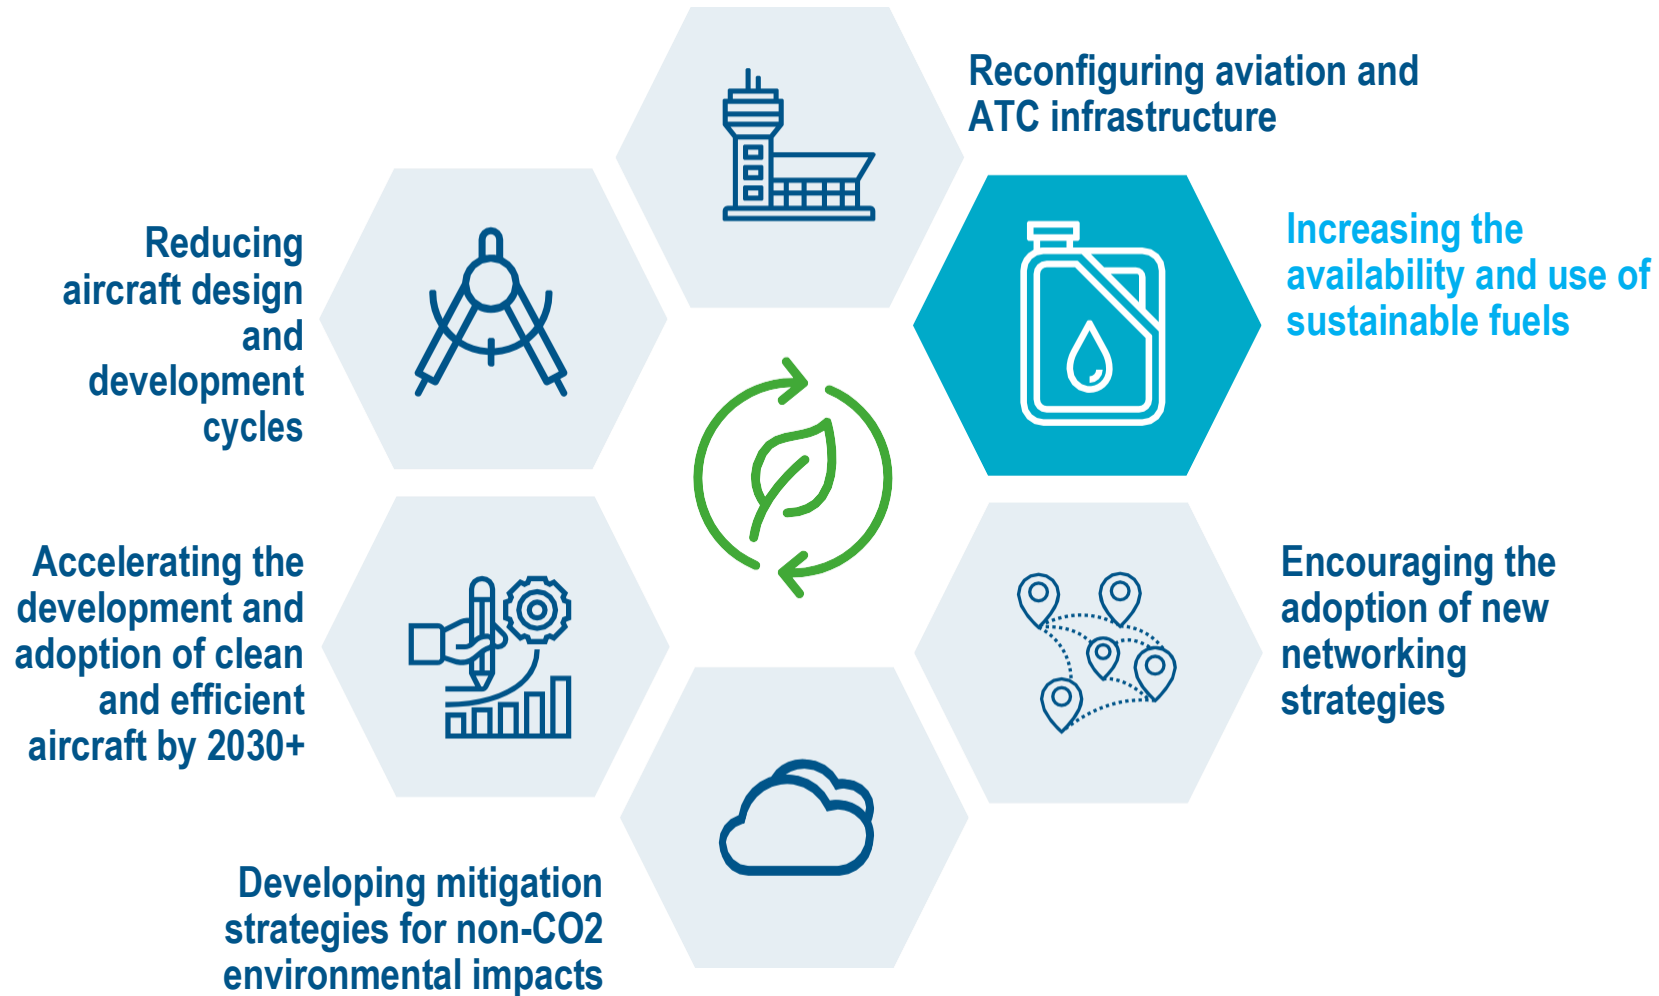 Reconfiguring aviation and
ATC infrastructure
Increasing the
availability and use of
sustainable fuels
Encouraging the
adoption of new
networking
strategies
Developing mitigation
strategies for non-CO2
environmental impacts
Accelerating the
development and
adoption of clean
and efficient
aircraft by 2030+
Reducing
aircraft design
and
development
cycles